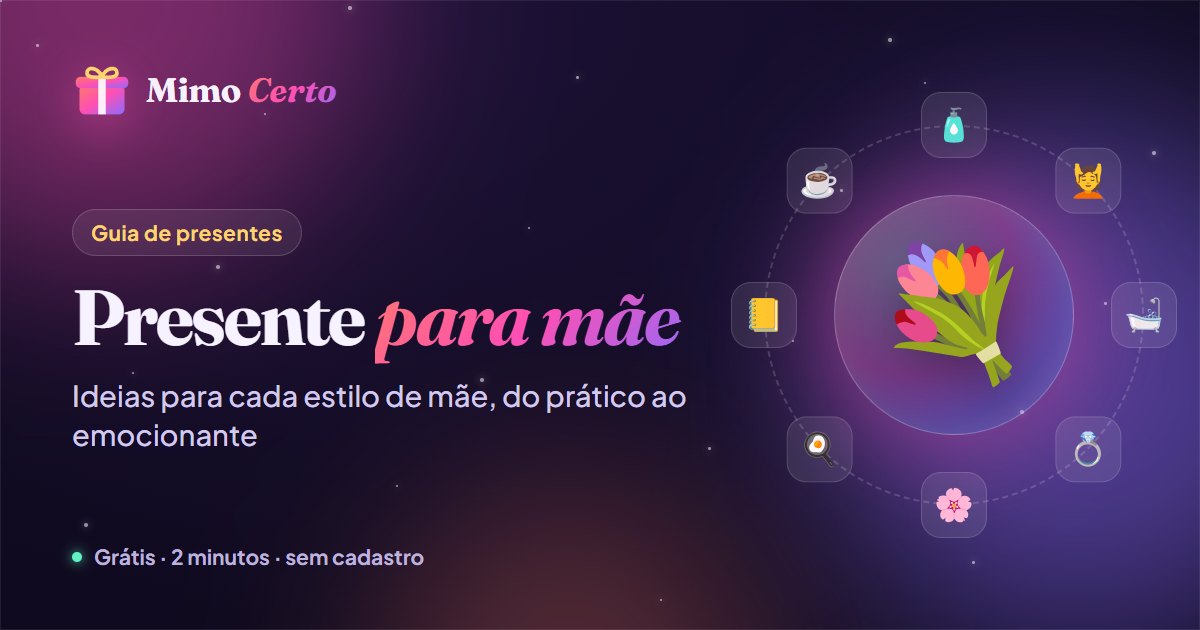 Mimo Certo
Guia de presentes
Presente para mãe
Ideias para cada estilo de mãe, do prático ao
emocionante
Grátis · 2 minutos · sem cadastro